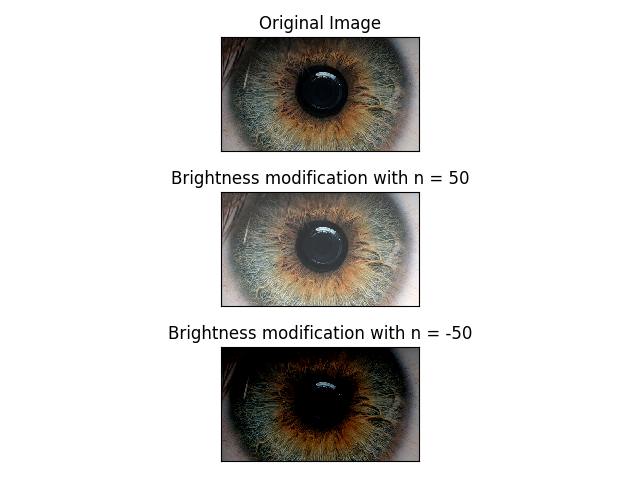 Original Image
Brightness modification with n = 50
Brightness modification with n = -50